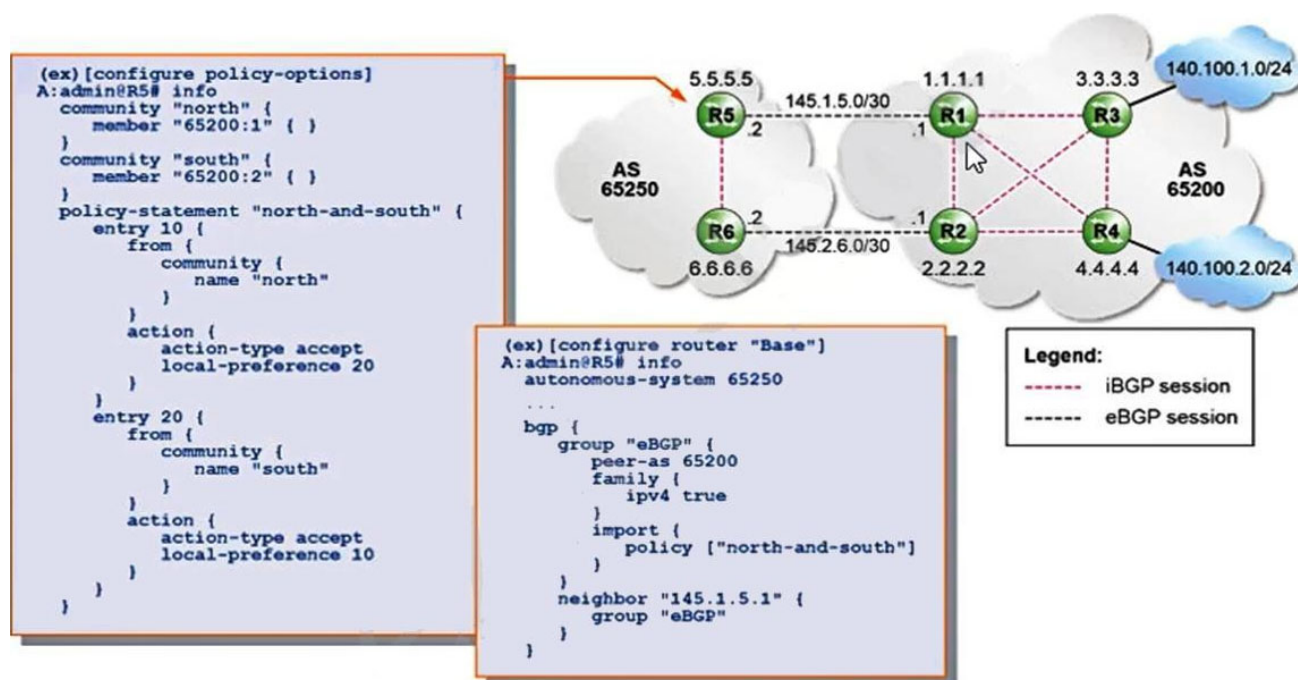 (ex)[configure policy-options]
A:admin@R5# info
community "north" {
member "65200:1" { }
}
community "south" {
member "65200:2" { }
}
policy-statement "north-and-south" {
entry 10 {
from {
community {
name "north"
}
}
action {
action-type accept
local-preference 20
}
}
entry 20 {
from {
community {
name "south"
}
}
action {
action-type accept
local-preference 10
}
}
}
(ex)[configure router "Base"]
A:admin@R5# info
autonomous-system 65250
...
bgp {
group "eBGP" {
peer-as 65200
family {
ipv4 true
}
import {
policy ["north-and-south"]
}
}
neighbor "145.1.5.1" {
group "eBGP"
}
}
5.5.5.5
1.1.1.1
3.3.3.3
140.100.1.0/24
145.1.5.0/30
R5
R1
R3
.2
.1
AS
65250
AS
65200
.2
.1
R6
R2
R4
145.2.6.0/30
6.6.6.6
2.2.2.2
4.4.4.4
140.100.2.0/24
Legend:
iBGP session
eBGP session